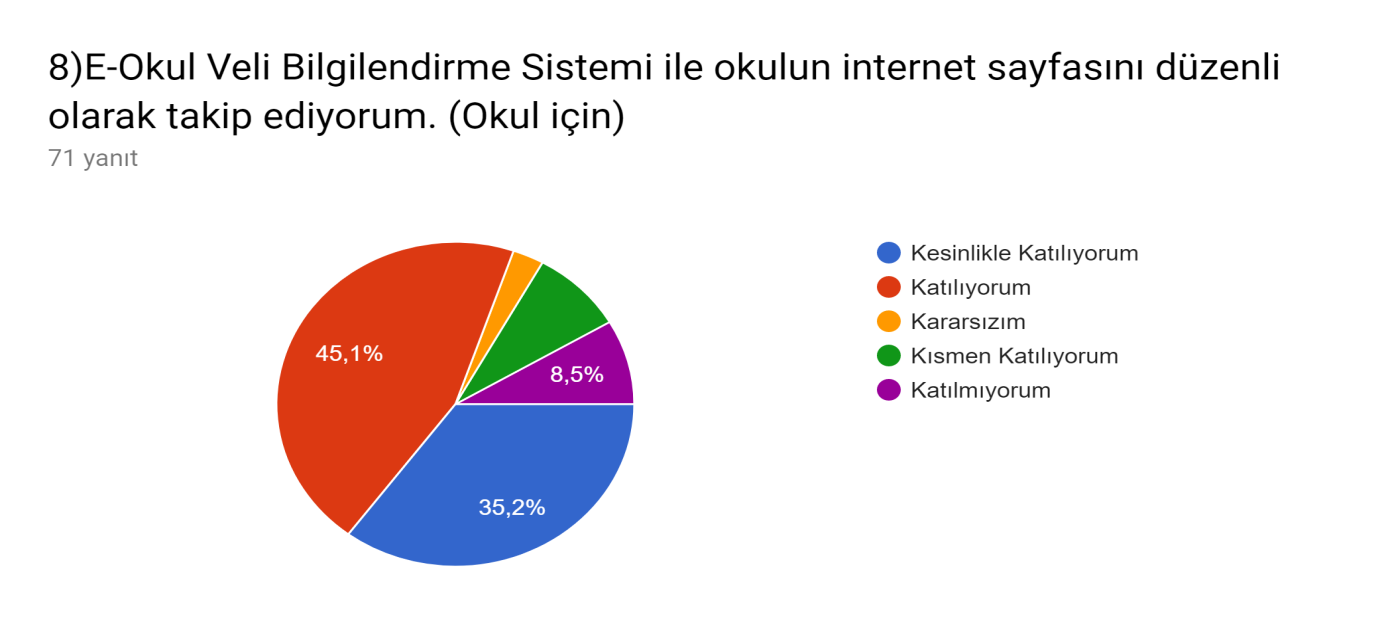 8)E-Okul Veli Bilgilendirme Sistemi ile okulun internet sayfasını düzenli
olarak takip ediyorum. (Okul için)
71 yanıt
Kesinlikle Katılıyorum
Katılıyorum
Kararsızım
Kısmen Katılıyorum
Katılmıyorum
45,1%
8,5%
35,2%